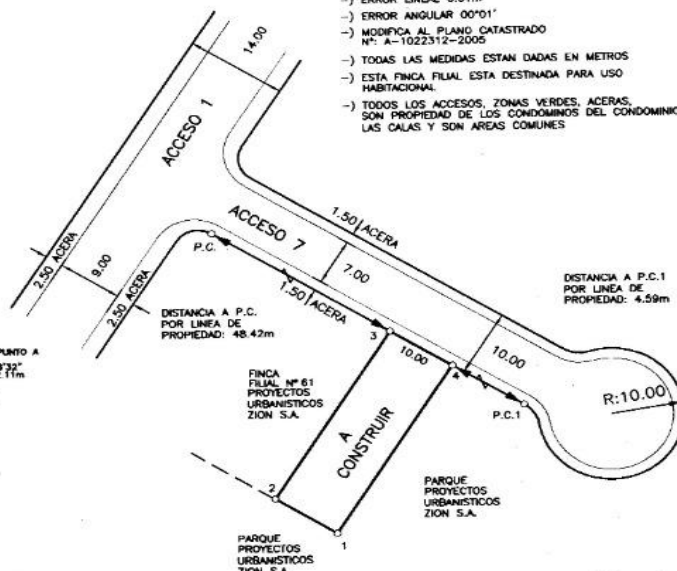 -) ERROR ANGULAR 00°01'
-) MODIFICA AL PLANO CATASTRADO
Nº: A-1022312-2005
-) TODAS LAS MEDIDAS ESTAN DADAS EN METROS
-) ESTA FINCA FILIAL ESTA DESTINADA PARA USO
HABITACIONAL
-) TODOS LOS ACCESOS, ZONAS VERDES, ACERAS,
SON PROPIEDAD DE LOS CONDOMINOS DEL CONDOMINIO
LAS CALAS Y SON AREAS COMUNES
14.00
ACCESO 1
ACCESO 7
1.50 ACERA
P.C.
7.00
2.50 ACERA
9.00
2.50 ACERA
1.50 ACERA
DISTANCIA A P.C.1
POR LINEA DE
PROPIEDAD: 4.59m
DISTANCIA A P.C.
POR LINEA DE
PROPIEDAD: 48.42m
PUNTO A
3
10.00
10.00
4
P.C.1
R:10.00
FINCA
FILIAL Nº 61
PROYECTOS
URBANISTICOS
ZION S.A.
A
CONSTRUIR
PARQUE
PROYECTOS
URBANISTICOS
ZION S.A.
2
1
PARQUE
PROYECTOS
URBANISTICOS
ZION S.A.